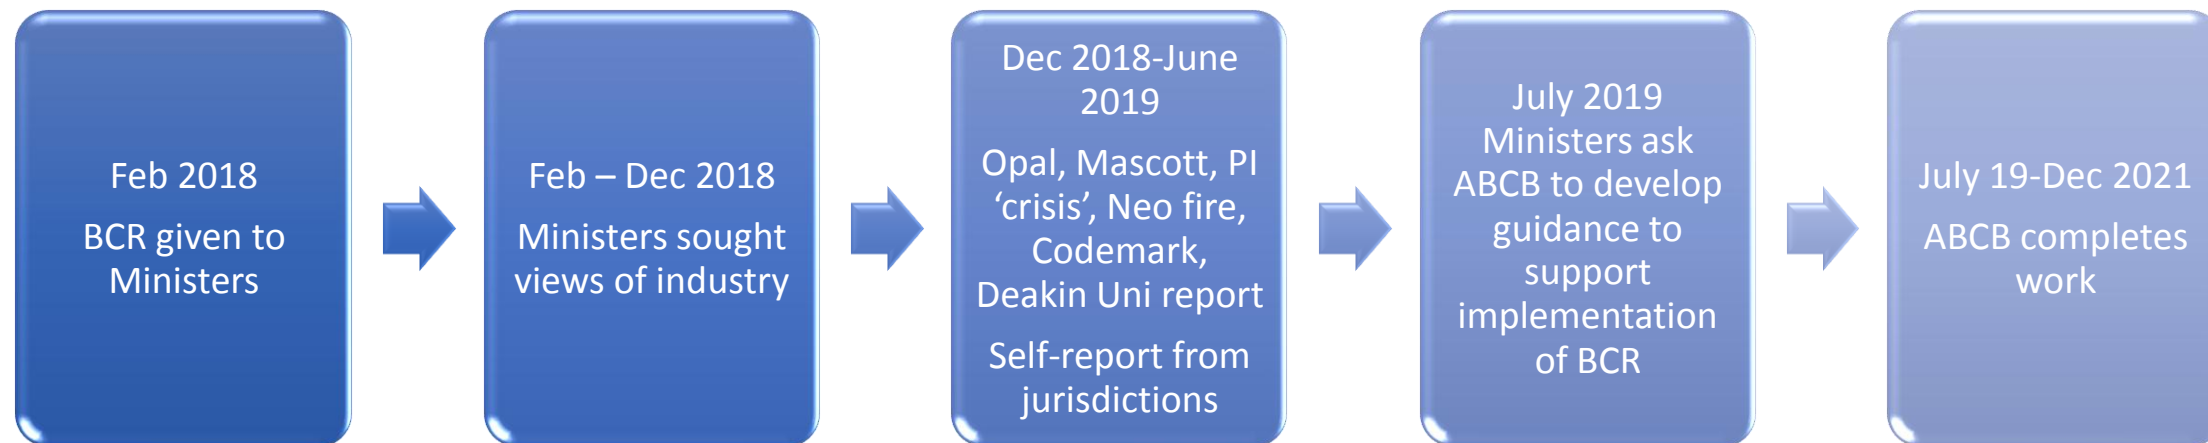 Feb 2018
BCR given to
Ministers
Feb – Dec 2018
Ministers sought
views of industry
Dec 2018-June
2019
Opal, Mascott, PI
‘crisis’, Neo fire,
Codemark,
Deakin Uni report
Self-report from
jurisdictions
July 2019
Ministers ask
ABCB to develop
guidance to
support
implementation
of BCR
July 19-Dec 2021
ABCB completes
work